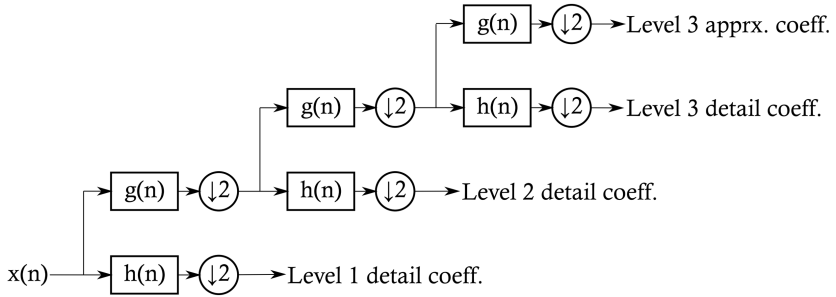 g(n) ↓2 Level 3 apprx. coeff.
g(n) ↓2 h(n) ↓2 Level 3 detail coeff.
g(n) ↓2 h(n) ↓2 Level 2 detail coeff.
x(n) h(n) ↓2 Level 1 detail coeff.